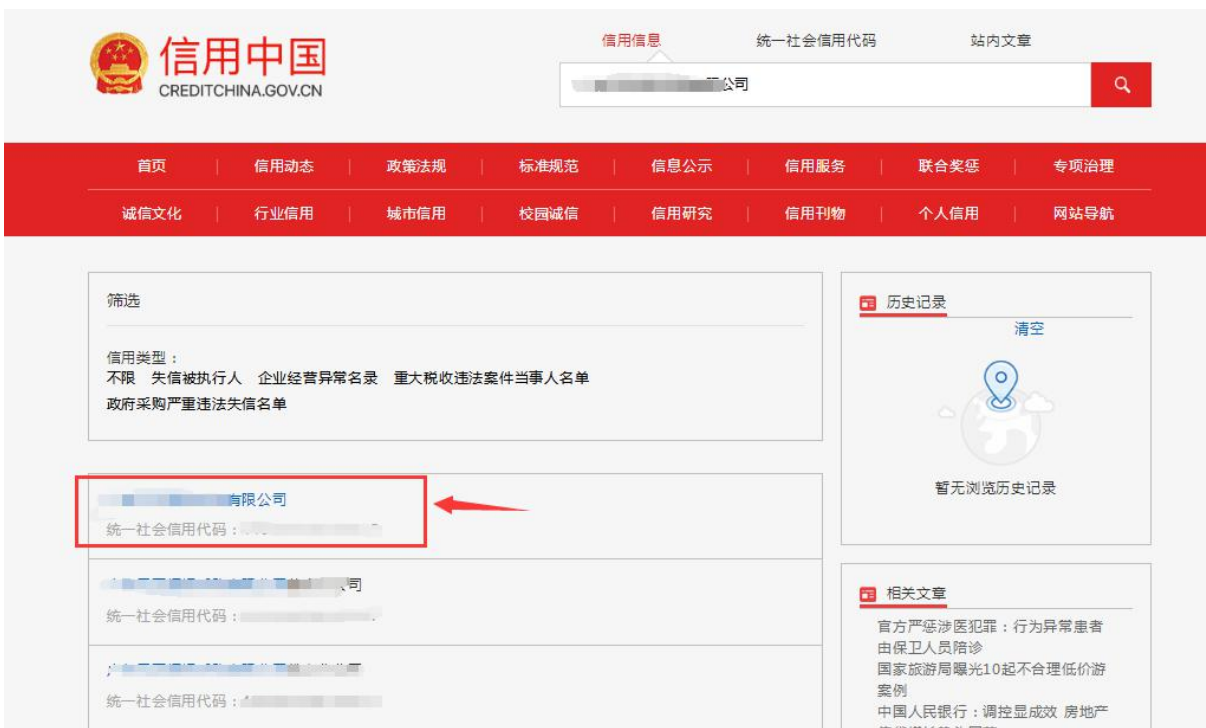 信用中国
CREDITCHINA.GOV.CN
信用信息 统一社会信用代码 站内文章
公司
首页 信用动态 政策法规 标准规范 信息公示 信用服务 联合奖惩 专项治理
诚信文化 行业信用 城市信用 校园诚信 信用研究 信用刊物 个人信用 网站导航
筛选
信用类型：
不限 失信被执行人 企业经营异常名录 重大税收违法案件当事人名单
政府采购严重违法失信名单
有限公司
统一社会信用代码：
司
统一社会信用代码：
统一社会信用代码：
历史记录
清空
暂无浏览历史记录
相关文章
官方严惩涉医犯罪：行为异常患者
由保卫人员陪诊
国家旅游局曝光10起不合理低价游
案例
中国人民银行：调控显成效 房地产